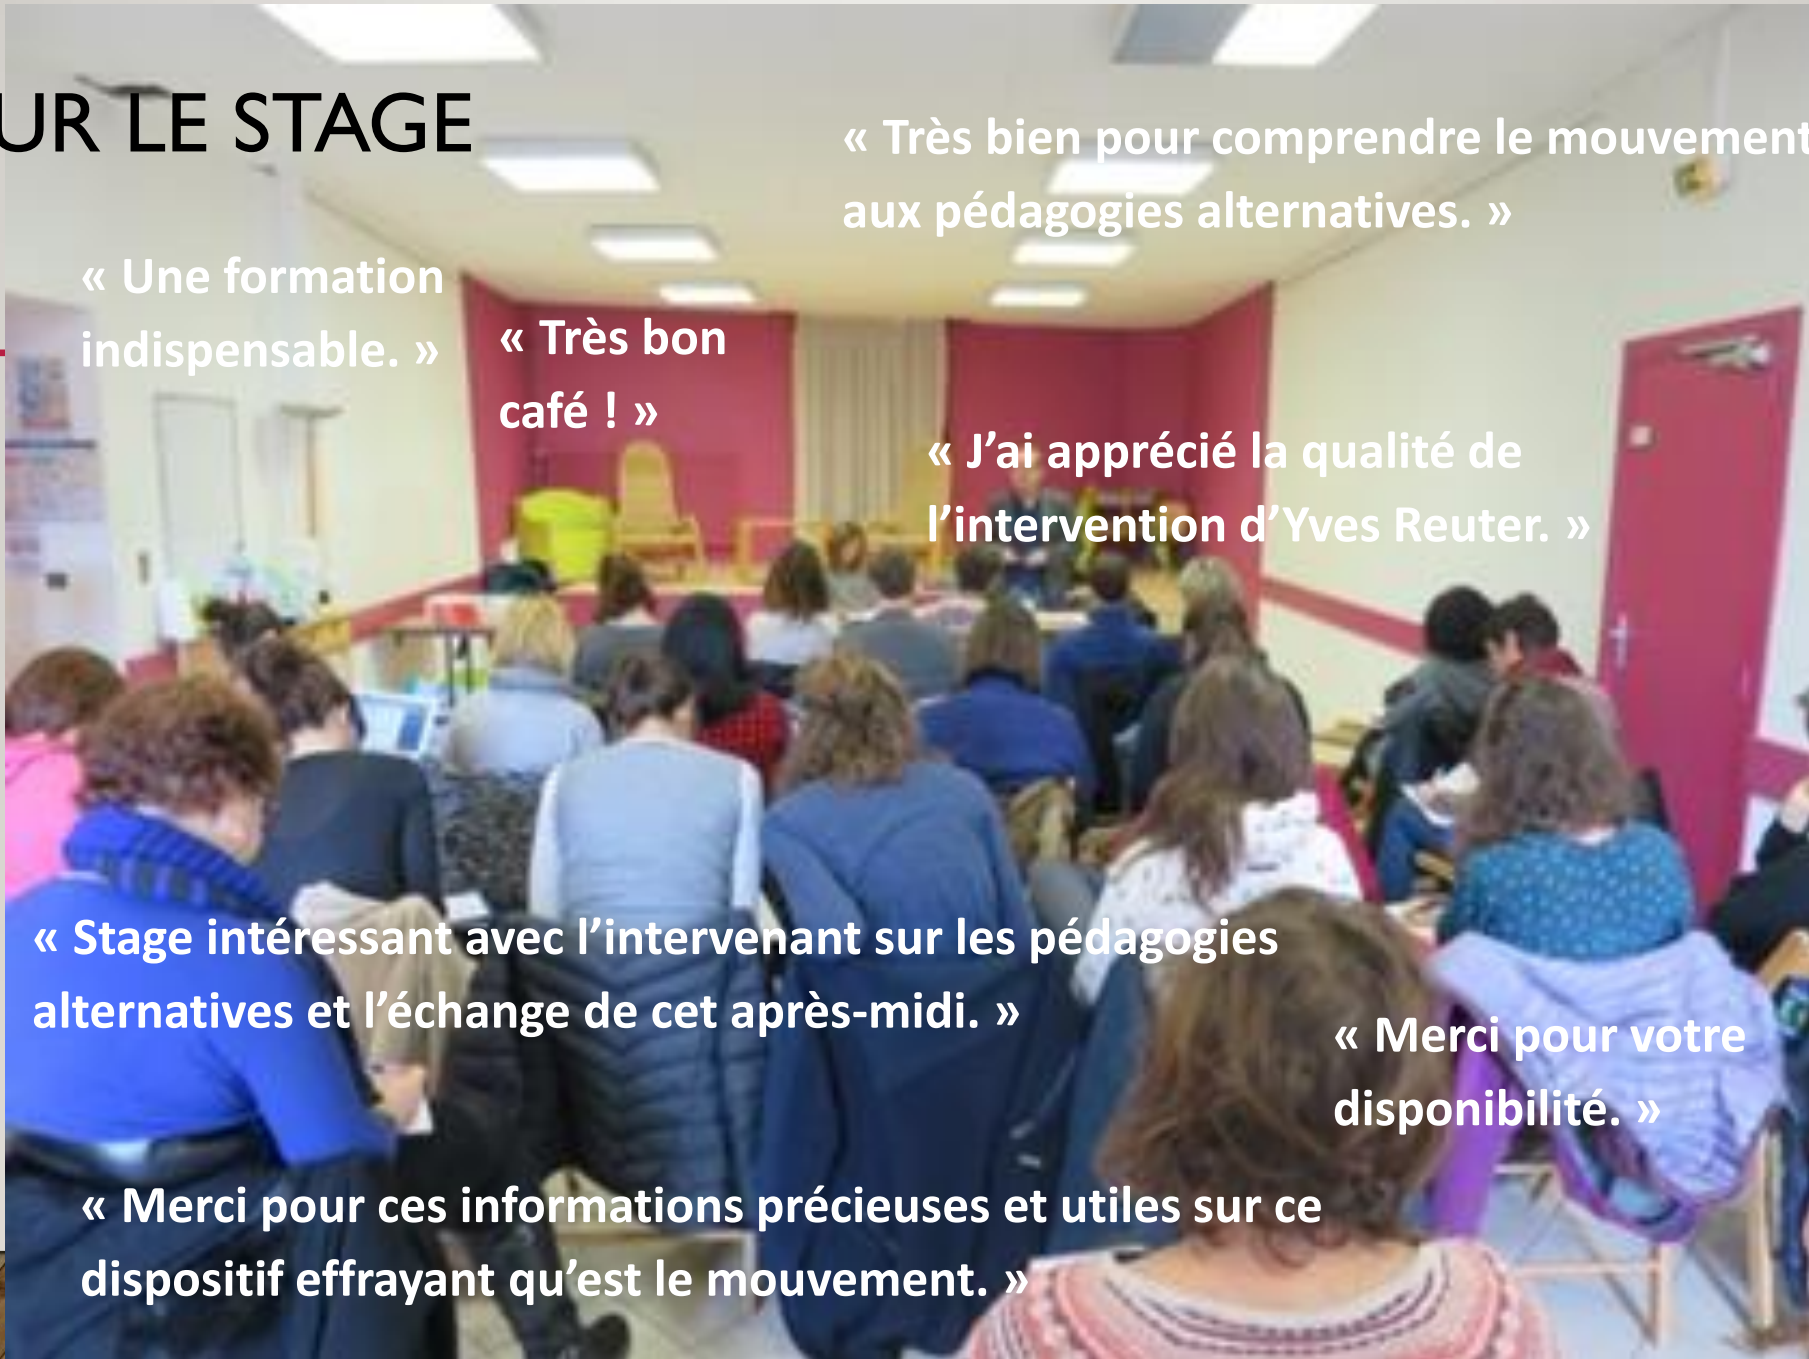 UR LE STAGE
« Très bien pour comprendre le mouvement
aux pédagogies alternatives. »
« Une formation
indispensable. »
« Très bon
café ! »
« J’ai apprécié la qualité de
l’intervention d’Yves Reuter. »
« Stage intéressant avec l’intervenant sur les pédagogies
alternatives et l’échange de cet après-midi. »
« Merci pour votre
disponibilité. »
« Merci pour ces informations précieuses et utiles sur ce
dispositif effrayant qu’est le mouvement. »